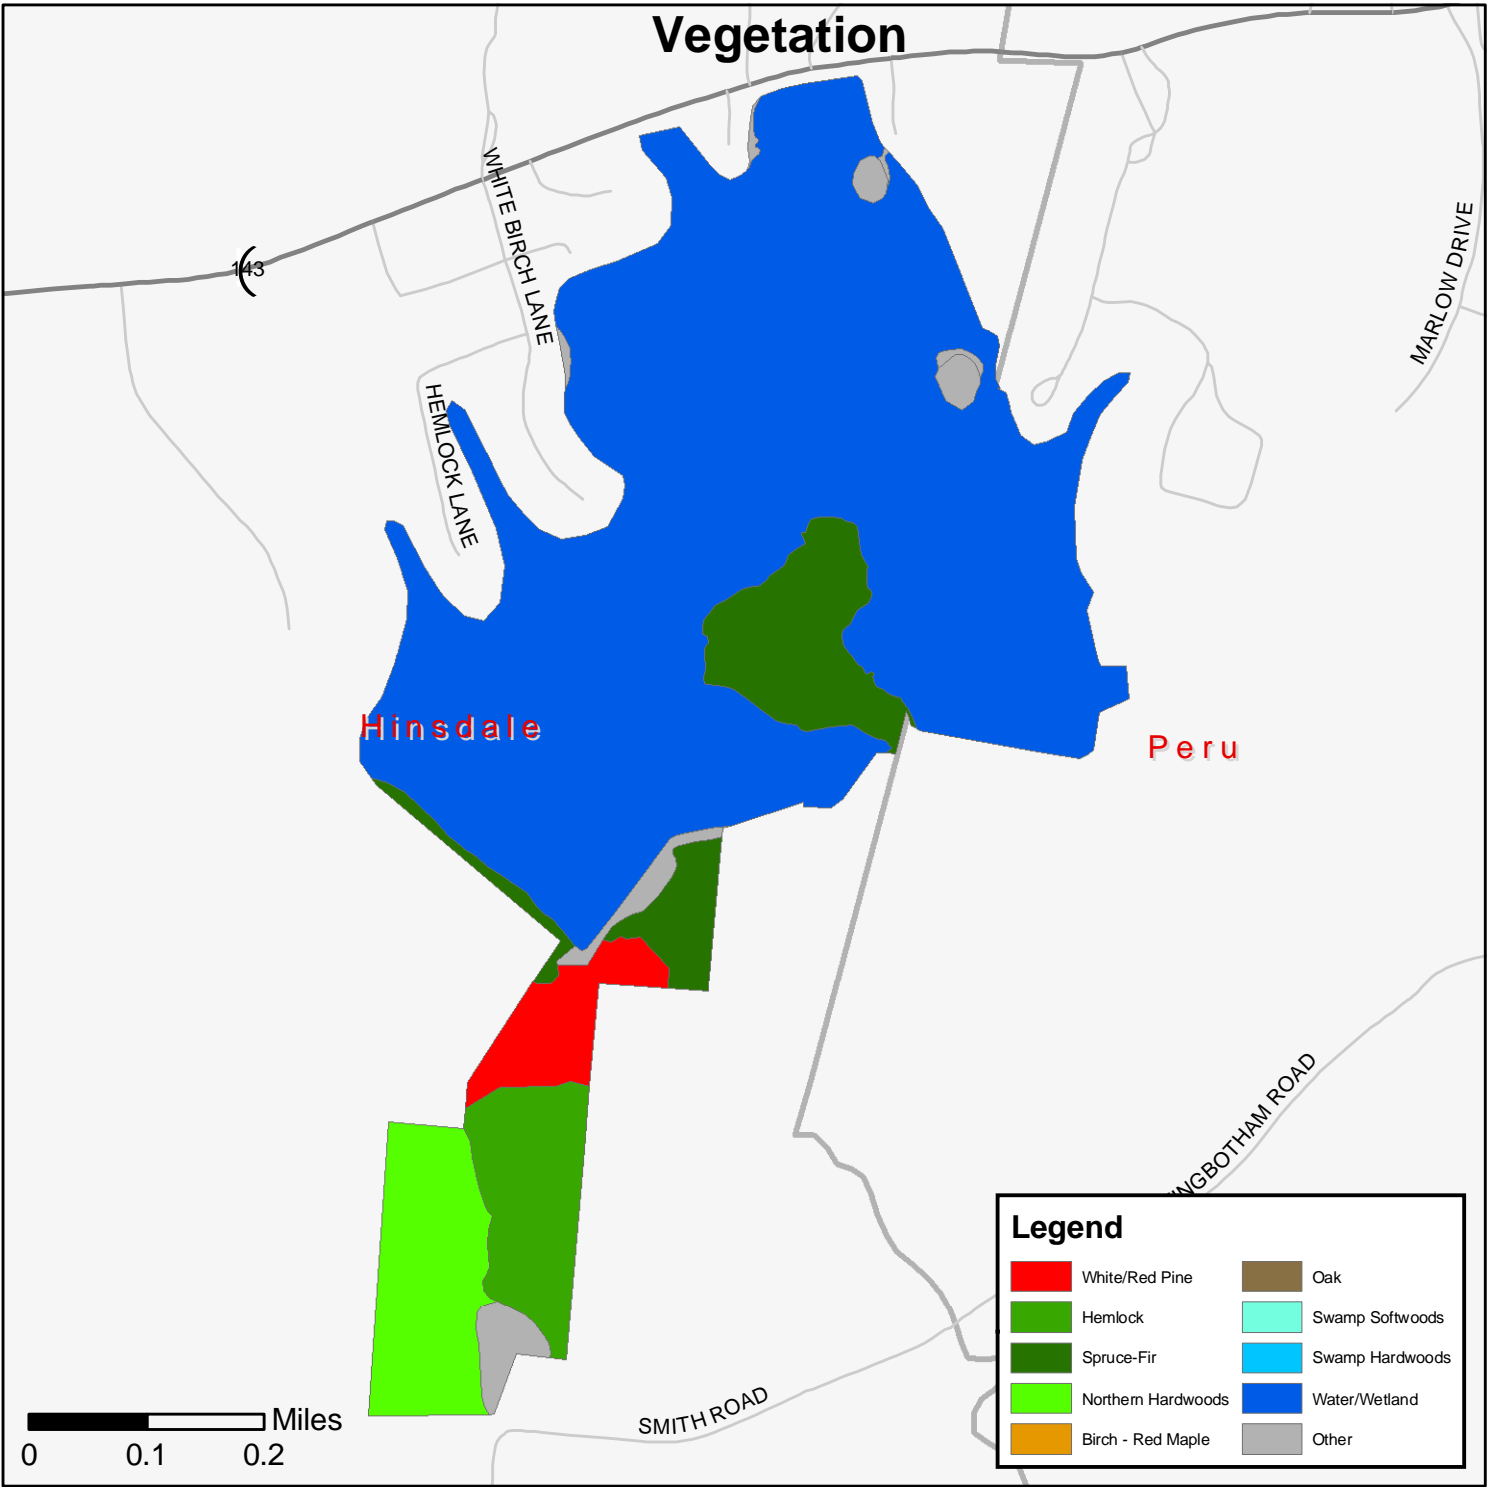 Vegetation
WHITE BIRCH LANE
143
MARLOW DRIVE
HEMLOCK LANE
Hinsdale
Peru
INGBOTHAM ROAD
SMITH ROAD
Legend
White/Red Pine
Hemlock
Spruce-Fir
Northern Hardwoods
Birch - Red Maple
Oak
Swamp Softwoods
Swamp Hardwoods
Water/Wetland
Other
Miles
0 0.1 0.2